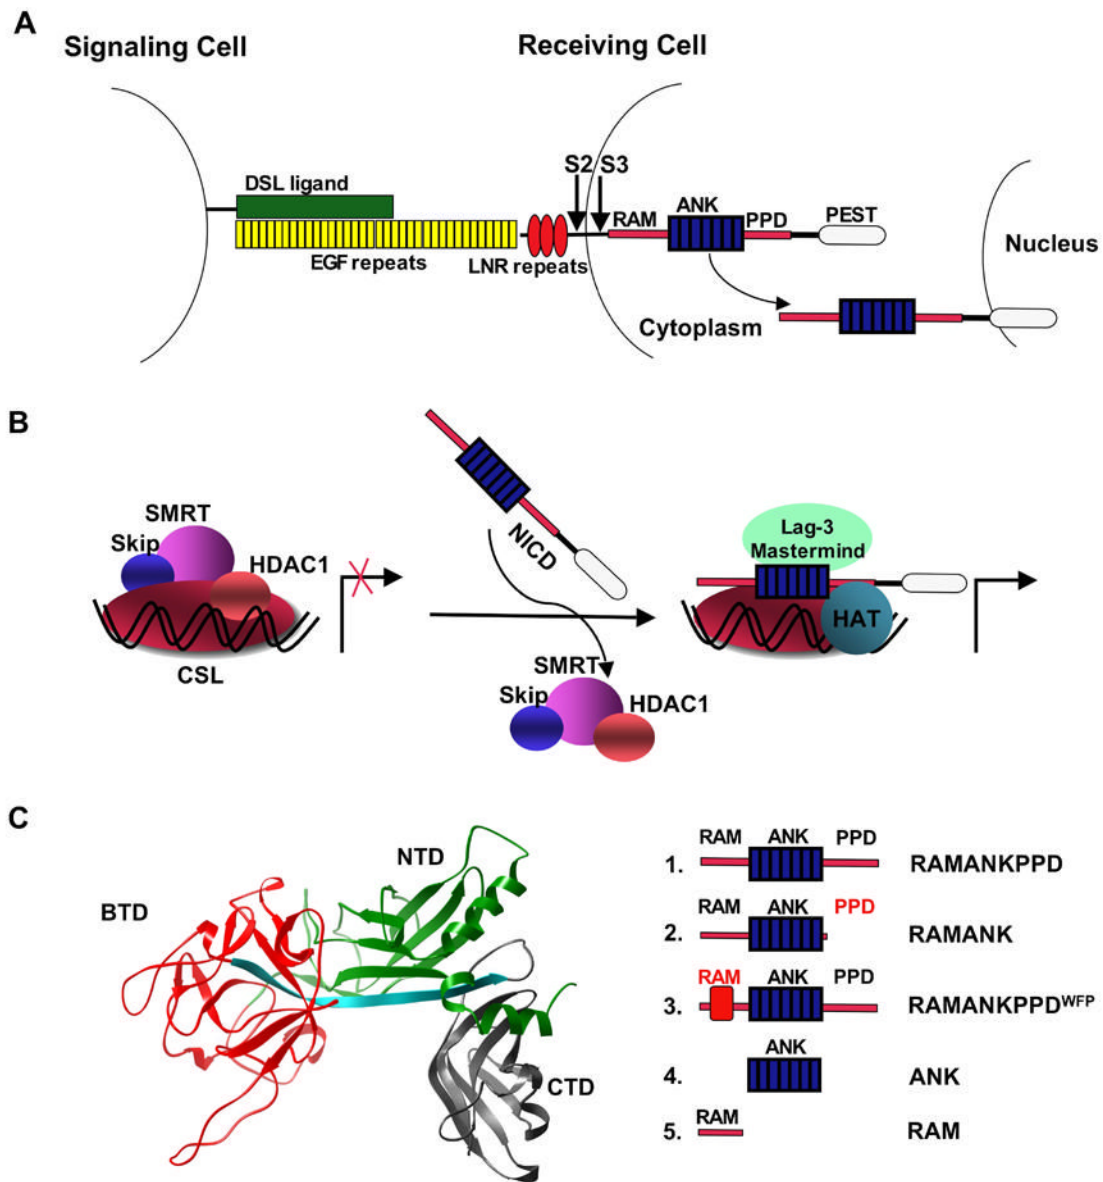 A
Signaling Cell
Receiving Cell
DSL ligand
EGF repeats
LNR repeats
S2 S3
RAM
ANK
PPD
PEST
Nucleus
Cytoplasm
B
SMRT
Skip
HDAC1
CSL
NICD
SMRT
Skip
HDAC1
Lag-3
Mastermind
HAT
C
BTD
NTD
CTD
RAM ANK PPD
1. RAMANKPPD
RAM ANK PPD
2. RAMANK
RAM ANK PPD
3. RAMANKPPDᵂᶠᴾ
ANK
4. ANK
RAM
5. RAM